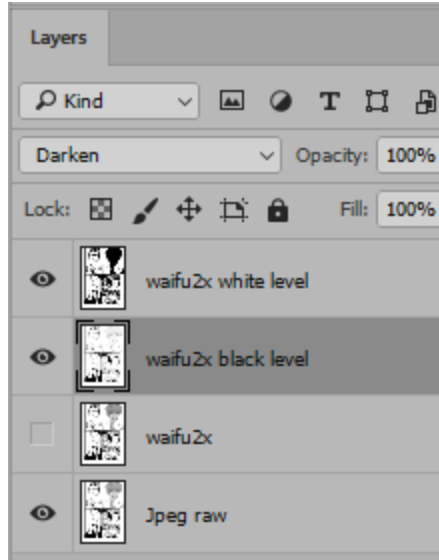 Layers
Kind
Darken Opacity: 100%
Lock: Fill: 100%
waifu2x white level
waifu2x black level
waifu2x
Jpeg raw